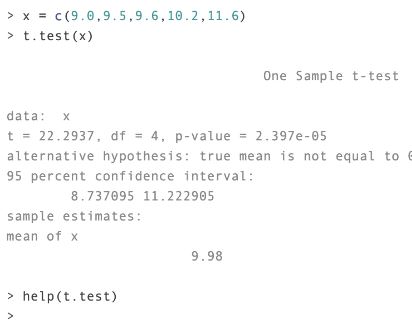 > x = c(9.0,9.5,9.6,10.2,11.6)
> t.test(x)
One Sample t-test
data: x
t = 22.2937, df = 4, p-value = 2.397e-05
alternative hypothesis: true mean is not equal to 0
95 percent confidence interval:
8.737095 11.222905
sample estimates:
mean of x
9.98
> help(t.test)
>